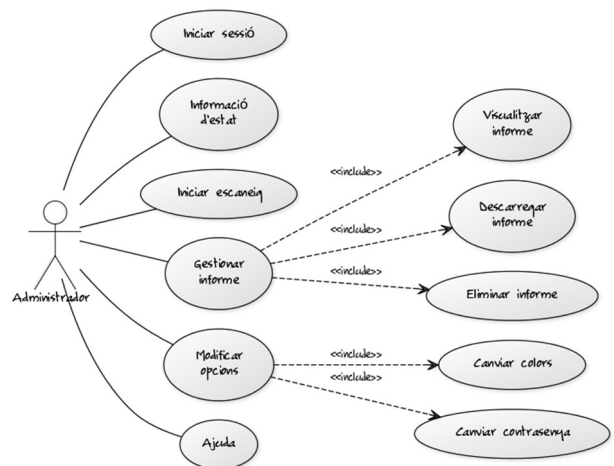 Iniciar sessió
Informació
d'estat
Iniciar escaneig
Gestionar
informe
Modificar
opcions
Ajuda
Administrador
<<include>>
<<include>>
<<include>>
<<include>>
<<include>>
Visualitzar
informe
Descarregar
informe
Eliminar informe
Canviar colors
Canviar contrasenya